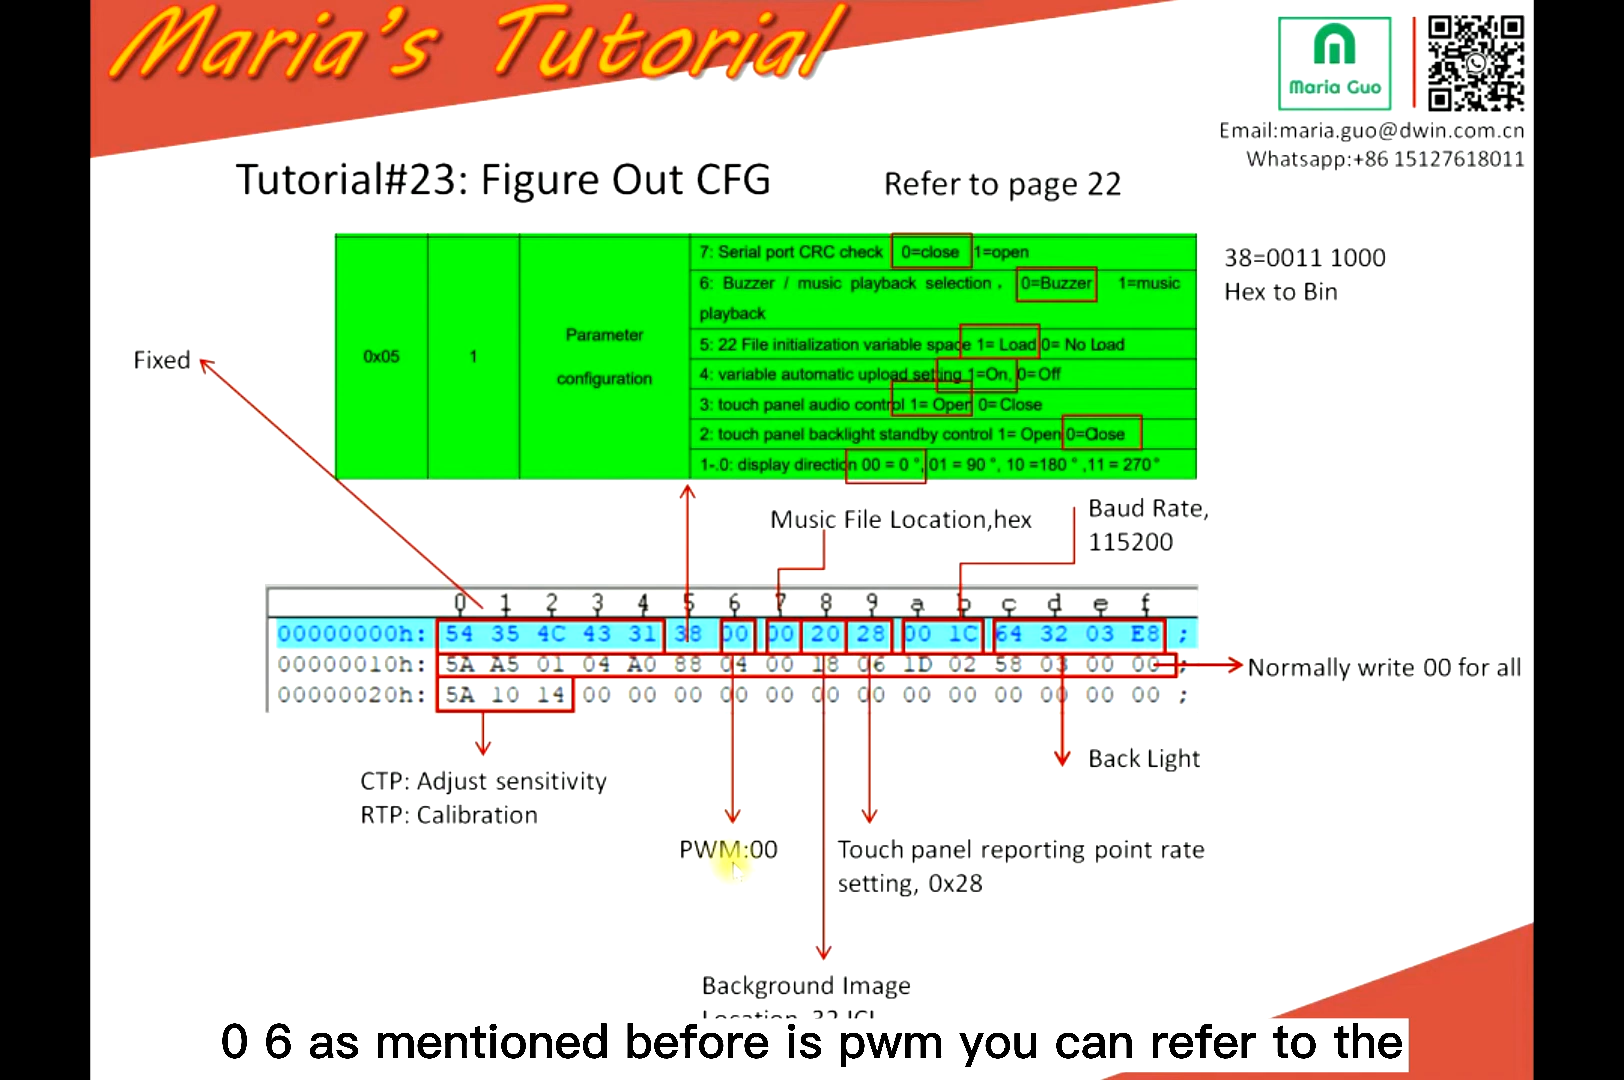 Maria's Tutorial
Maria Guo
Email:maria.guo@dwin.com.cn
Whatsapp:+86 15127618011
Tutorial#23: Figure Out CFG
Refer to page 22
0x05
1
Parameter
configuration
7: Serial port CRC check 0=close 1=open
6: Buzzer / music playback selection, 0=Buzzer 1=music
playback
5: 22 File initialization variable space 1= Load 0= No Load
4: variable automatic upload setting 1=On, 0=Off
3: touch panel audio control 1= Open 0= Close
2: touch panel backlight standby control 1= Open 0=Close
1-.0: display direction 00 = 0 °, 01 = 90 °, 10 =180 ° ,11 = 270°
38=0011 1000
Hex to Bin
Fixed
Music File Location,hex
Baud Rate,
115200
0 1 2 3 4 5 6 7 8 9 a b c d e f
00000000h: 54 35 4C 43 31 38 00 00 20 28 00 1C 64 32 03 E8 ;
00000010h: 5A A5 01 04 A0 88 04 00 18 06 1D 02 58 03 00 00 ;
00000020h: 5A 10 14 00 00 00 00 00 00 00 00 00 00 00 00 00 ;
Normally write 00 for all
Back Light
CTP: Adjust sensitivity
RTP: Calibration
PWM:00
Touch panel reporting point rate
setting, 0x28
Background Image
Location, 32.ICL
0 6 as mentioned before is pwm you can refer to the